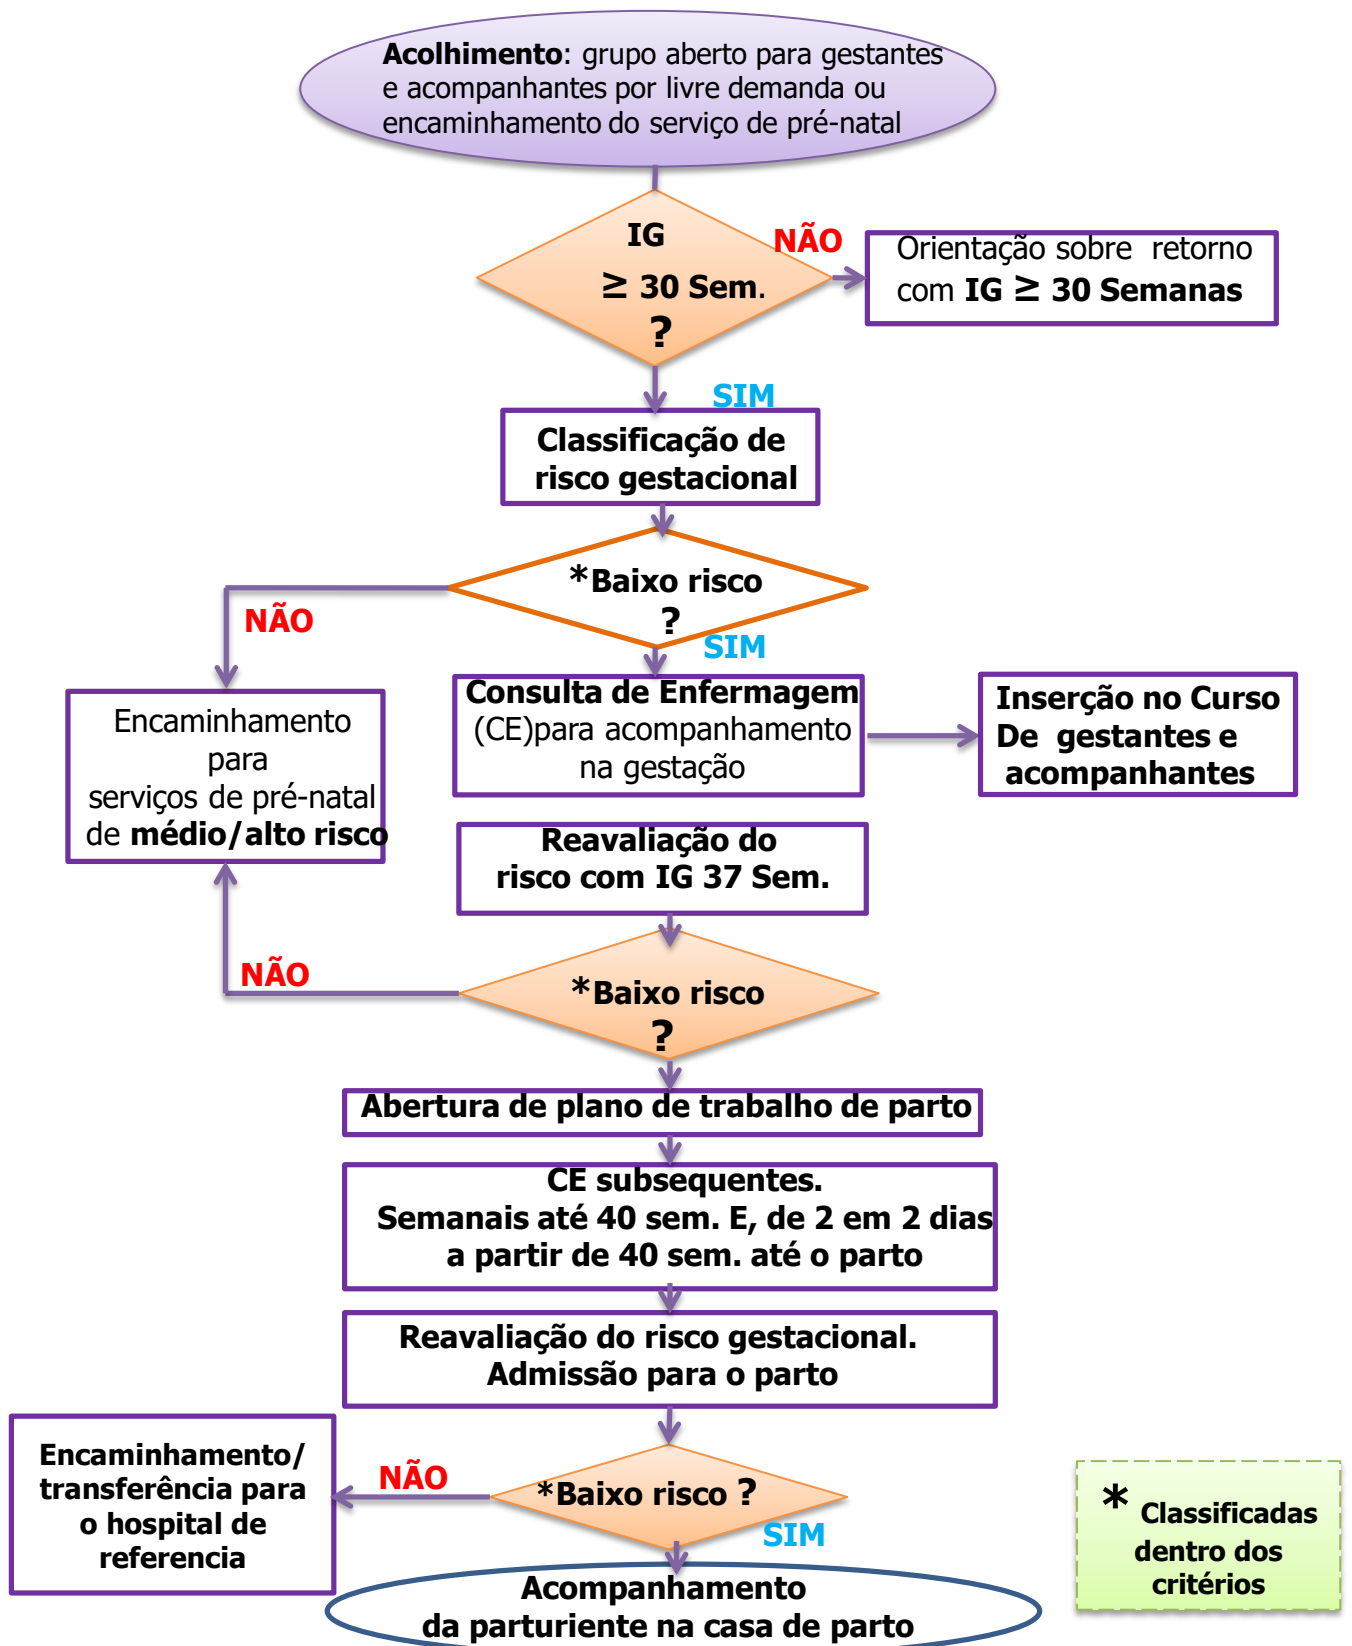 Acolhimento: grupo aberto para gestantes
e acompanhantes por livre demanda ou
encaminhamento do serviço de pré-natal
IG
≥ 30 Sem.
?
NÃO
Orientação sobre retorno
com IG ≥ 30 Semanas
SIM
Classificação de
risco gestacional
*Baixo risco
?
NÃO
SIM
Encaminhamento
para
serviços de pré-natal
de médio/alto risco
Consulta de Enfermagem
(CE)para acompanhamento
na gestação
Inserção no Curso
De gestantes e
acompanhantes
Reavaliação do
risco com IG 37 Sem.
NÃO
*Baixo risco
?
Abertura de plano de trabalho de parto
CE subsequentes.
Semanais até 40 sem. E, de 2 em 2 dias
a partir de 40 sem. até o parto
Reavaliação do risco gestacional.
Admissão para o parto
Encaminhamento/
transferência para
o hospital de
referencia
NÃO
*Baixo risco ?
SIM
Acompanhamento
da parturiente na casa de parto
* Classificadas
dentro dos
critérios